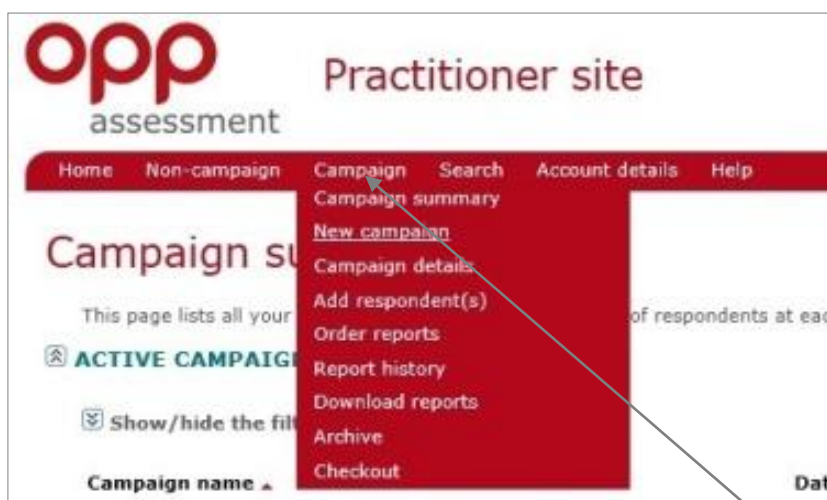 opp
assessment
Practitioner site
Home Non-campaign Campaign Search Account details Help
Campaign summary
New campaign
Campaign details
Add respondent(s)
Order reports
Report history
Download reports
Archive
Checkout
Campaign su
This page lists all your of respondents at eac
ACTIVE CAMPAIG
Show/hide the filt
Campaign name Dat